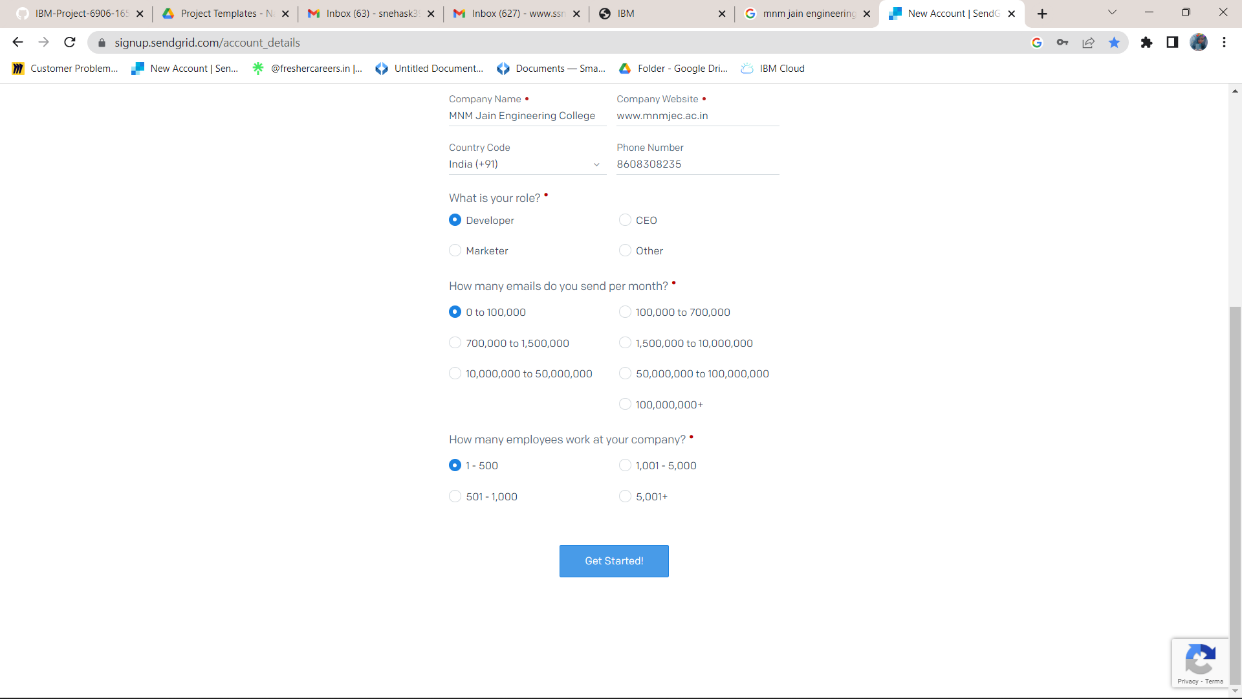 IBM-Project-6906-165
Project Templates - N
Inbox (63) - snehask35
Inbox (627) - www.ssn
IBM
mnm jain engineering
New Account | SendG
signup.sendgrid.com/account_details
Customer Problem...
New Account | Sen...
@freshercareers.in |...
Untitled Document...
Documents — Sma...
Folder - Google Dri...
IBM Cloud
Company Name •
Company Website •
MNM Jain Engineering College
www.mnmjec.ac.in
Country Code
Phone Number
India (+91)
8608308235
What is your role? •
Developer
CEO
Marketer
Other
How many emails do you send per month? •
0 to 100,000
100,000 to 700,000
700,000 to 1,500,000
1,500,000 to 10,000,000
10,000,000 to 50,000,000
50,000,000 to 100,000,000
100,000,000+
How many employees work at your company? •
1 - 500
1,001 - 5,000
501 - 1,000
5,001+
Get Started!
Privacy - Terms